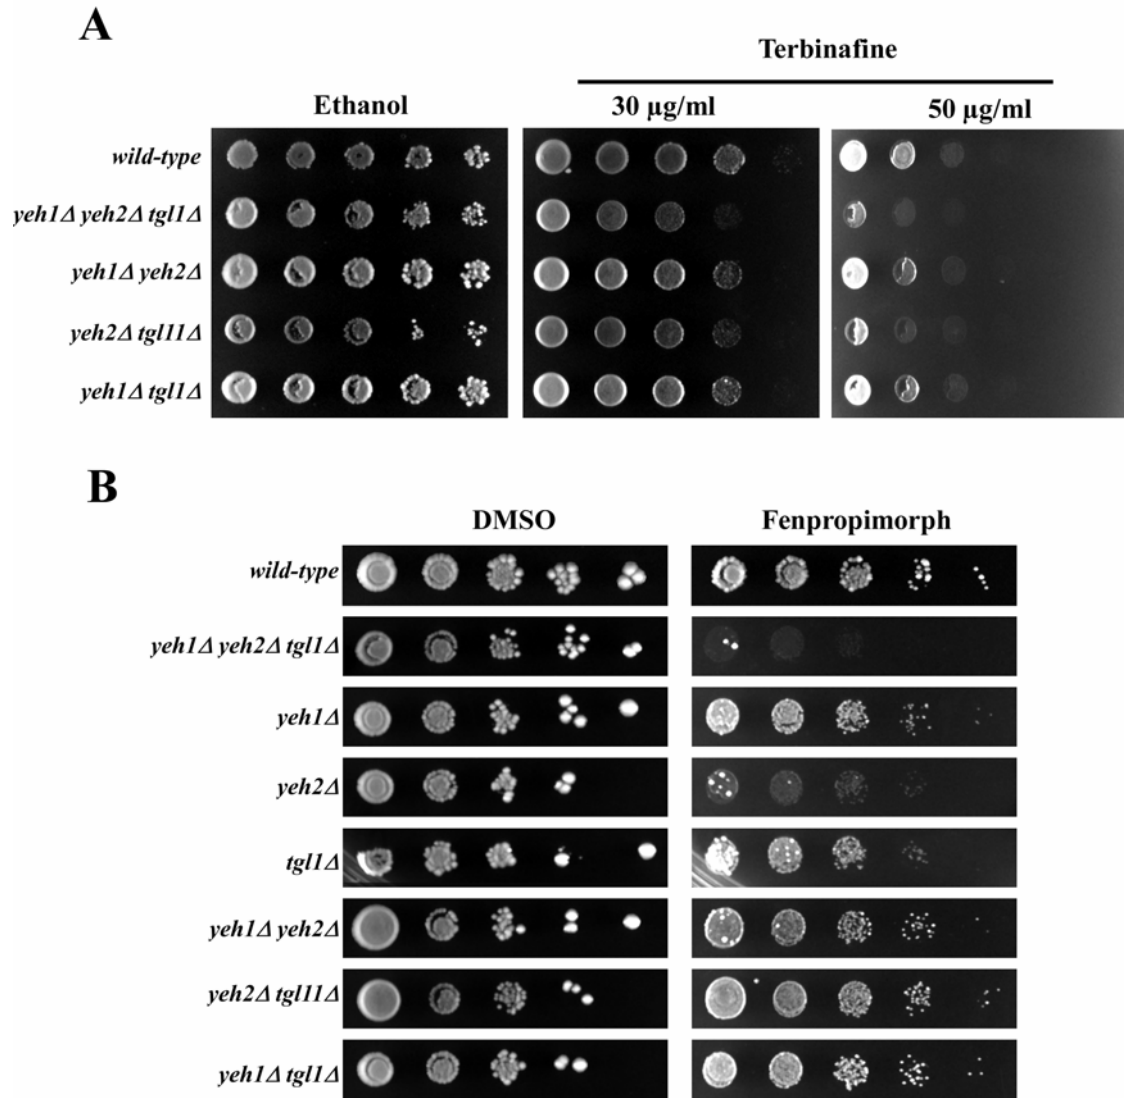 A
Terbinafine
Ethanol
30 µg/ml
50 µg/ml
wild-type
yeh1Δ yeh2Δ tgl1Δ
yeh1Δ yeh2Δ
yeh2Δ tgl11Δ
yeh1Δ tgl1Δ
B
DMSO
Fenpropimorph
wild-type
yeh1Δ yeh2Δ tgl1Δ
yeh1Δ
yeh2Δ
tgl1Δ
yeh1Δ yeh2Δ
yeh2Δ tgl11Δ
yeh1Δ tgl1Δ